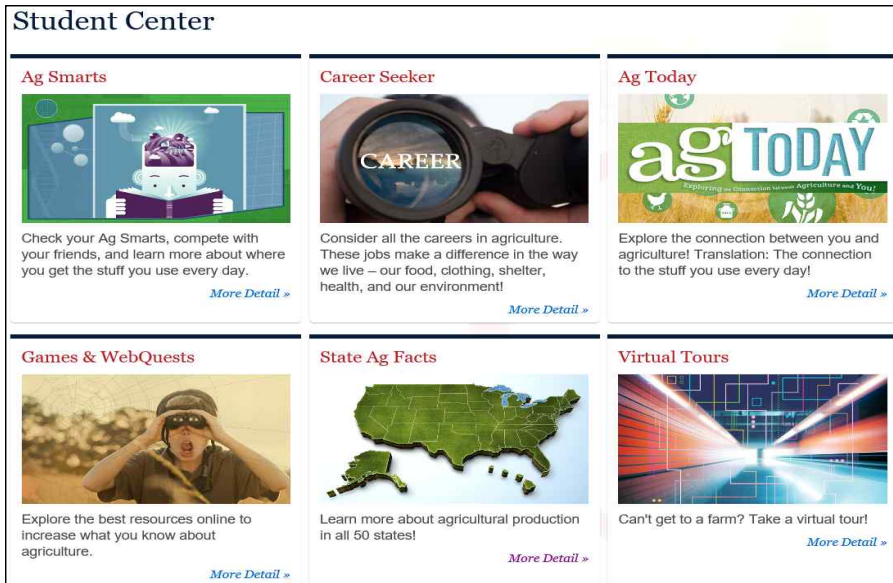 Student Center
Ag Smarts
Check your Ag Smarts, compete with
your friends, and learn more about where
you get the stuff you use every day.
More Detail »
Career Seeker
CAREER
Consider all the careers in agriculture.
These jobs make a difference in the way
we live – our food, clothing, shelter,
health, and our environment!
More Detail »
Ag Today
ag TODAY
Exploring the Connection between Agriculture and You!
Explore the connection between you and
agriculture! Translation: The connection
to the stuff you use every day!
More Detail »
Games & WebQuests
Explore the best resources online to
increase what you know about
agriculture.
More Detail »
State Ag Facts
Learn more about agricultural production
in all 50 states!
More Detail »
Virtual Tours
Can't get to a farm? Take a virtual tour!
More Detail »